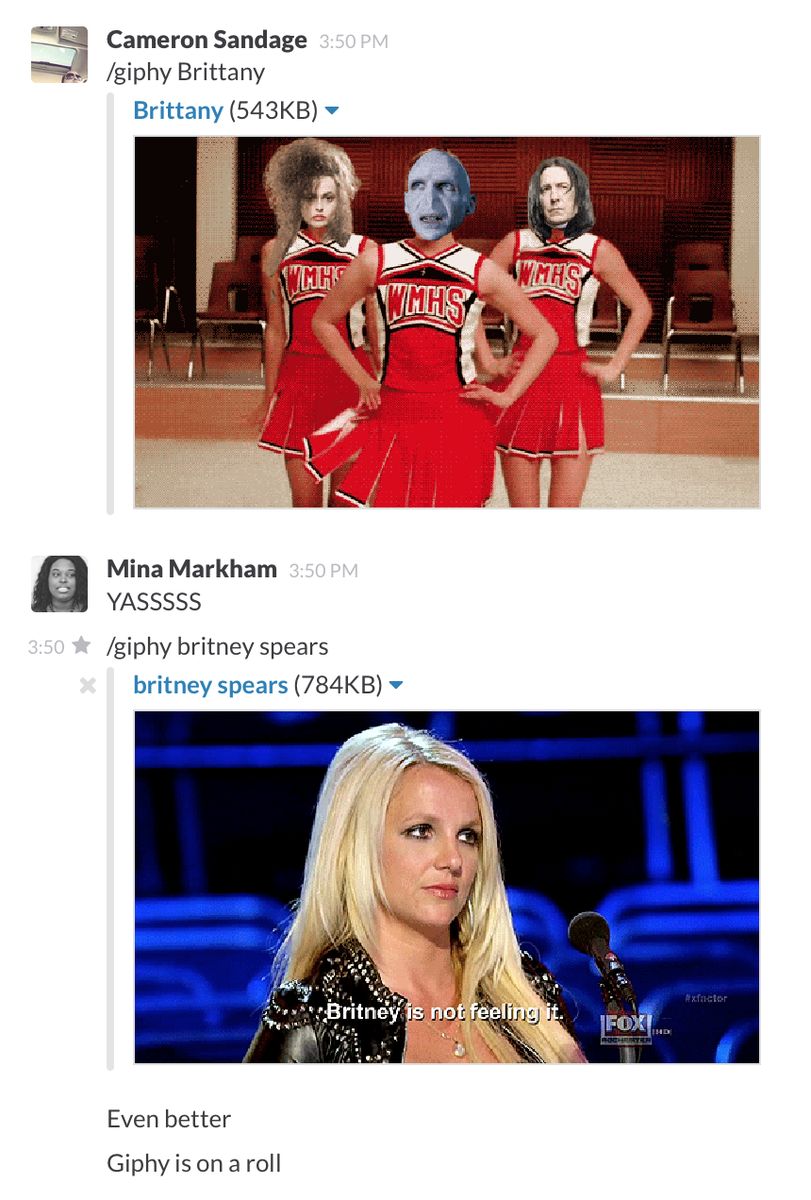 Cameron Sandage 3:50 PM
/giphy Brittany
Brittany (543KB)
WMHS WMHS WMHS
Mina Markham 3:50 PM
YASSSSS
3:50 /giphy britney spears
britney spears (784KB)
#xfactor
Britney is not feeling it.
FOX HD
ROCHESTER
Even better
Giphy is on a roll